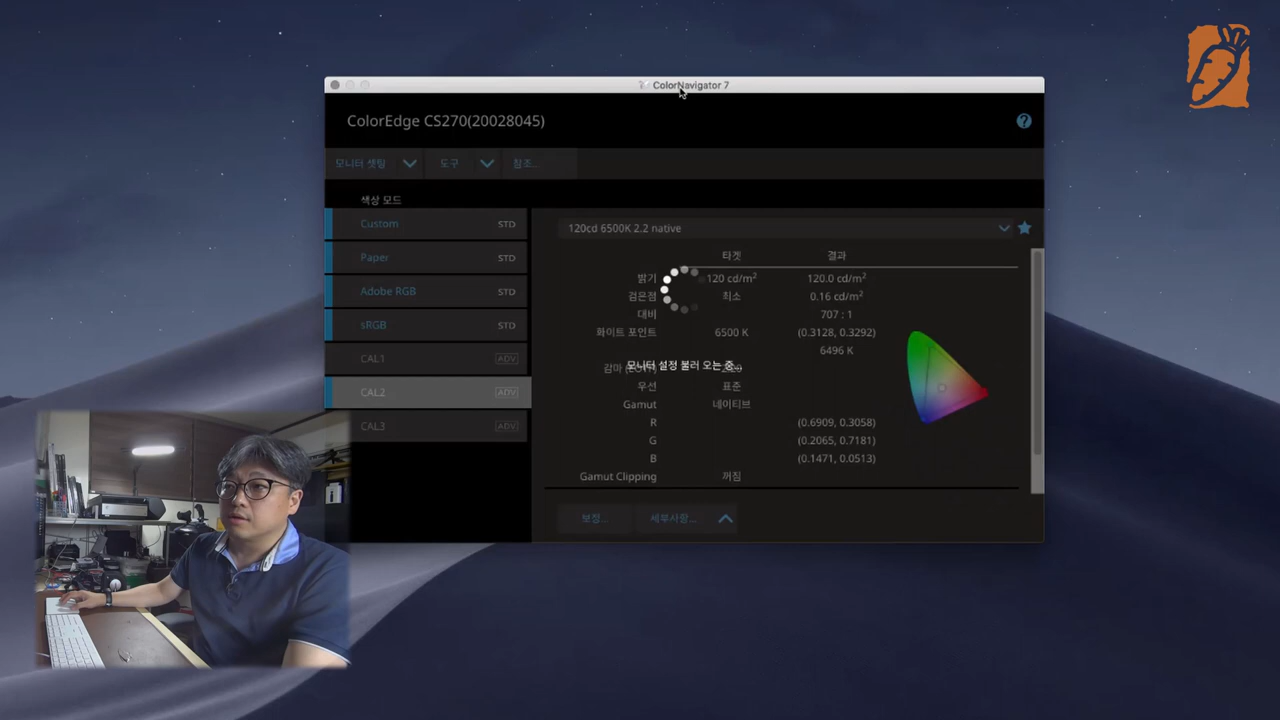 ColorNavigator 7
ColorEdge CS270(20028045)
?
모니터 셋팅
도구
참조...
색상 모드
Custom STD
Paper STD
Adobe RGB STD
sRGB STD
CAL1 ADV
CAL2 ADV
CAL3 ADV
120cd 6500K 2.2 native
타겟 결과
밝기 120 cd/m² 120.0 cd/m²
검은점 최소 0.16 cd/m²
대비 707 : 1
화이트 포인트 6500 K (0.3128, 0.3292)
6496 K
모니터 설정 불러 오는 중...
감마
우선 표준
Gamut 네이티브
R (0.6909, 0.3058)
G (0.2065, 0.7181)
B (0.1471, 0.0513)
Gamut Clipping 꺼짐
보정...
세부사항...